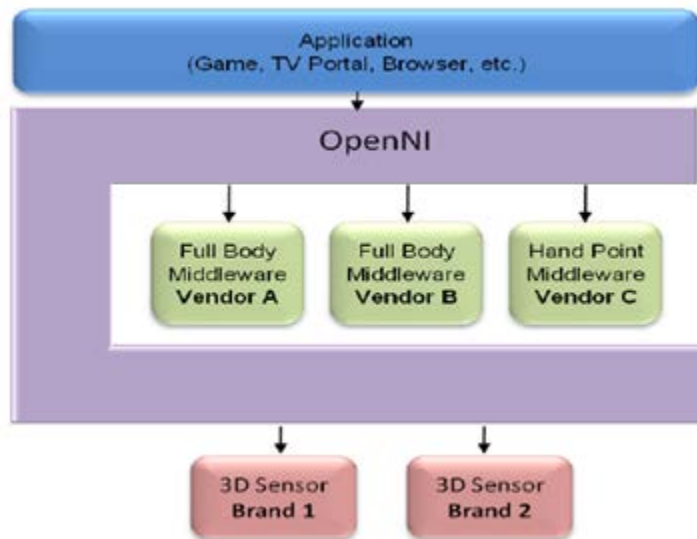 Application
(Game, TV Portal, Browser, etc.)
OpenNI
Full Body
Middleware
Vendor A
Full Body
Middleware
Vendor B
Hand Point
Middleware
Vendor C
3D Sensor
Brand 1
3D Sensor
Brand 2